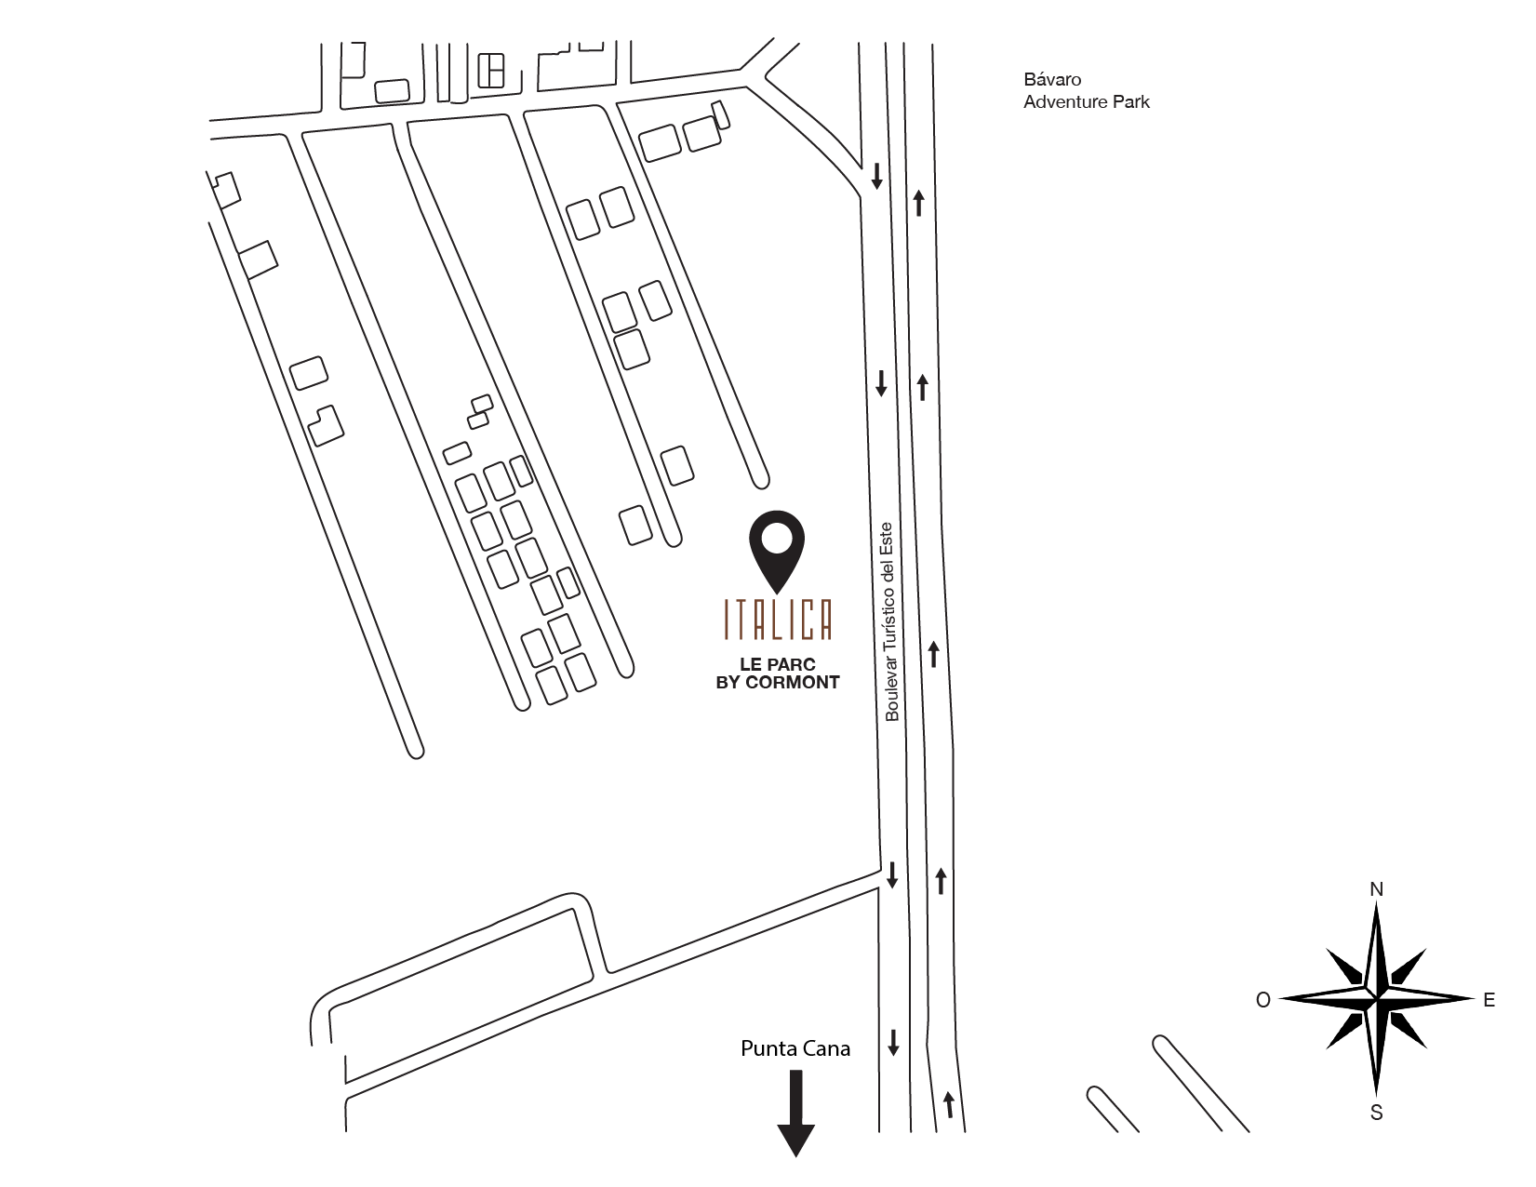 Bávaro
Adventure Park
Boulevar Turístico del Este
ITALICA
LE PARC
BY CORMONT
N
O
E
S
Punta Cana